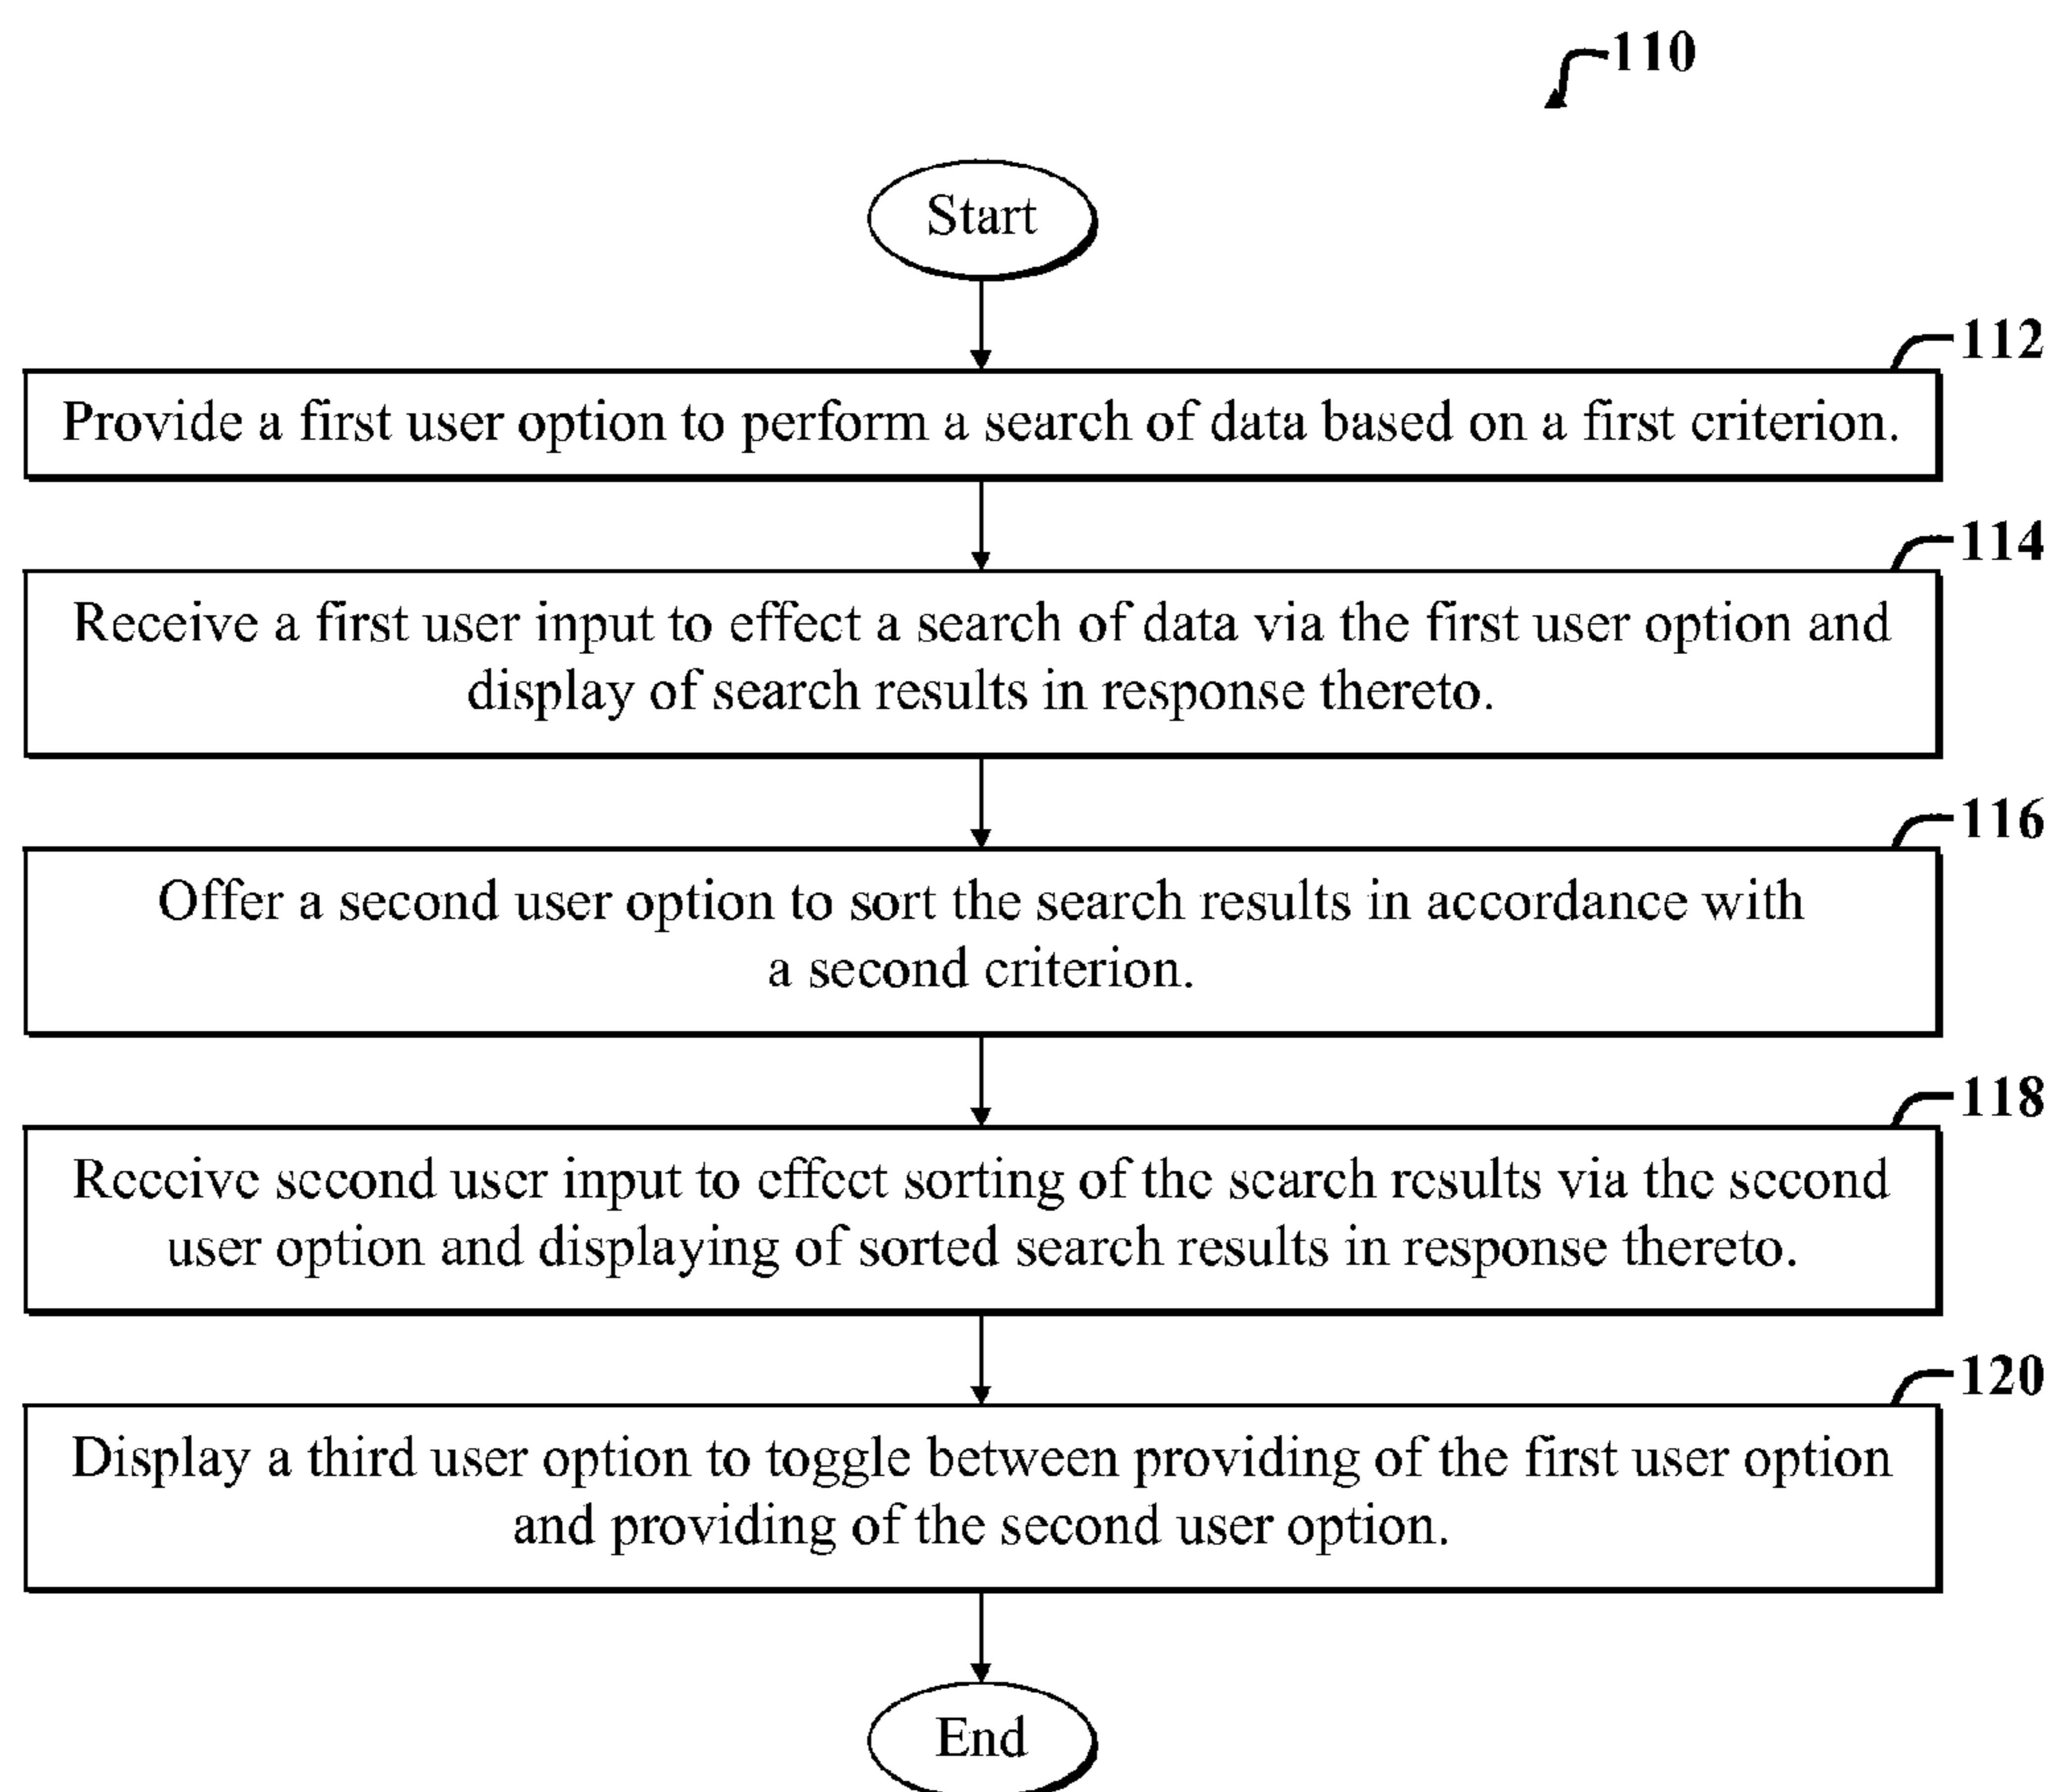 110
Start
112
Provide a first user option to perform a search of data based on a first criterion.
114
Receive a first user input to effect a search of data via the first user option and
display of search results in response thereto.
116
Offer a second user option to sort the search results in accordance with
a second criterion.
118
Receive second user input to effect sorting of the search results via the second
user option and displaying of sorted search results in response thereto.
120
Display a third user option to toggle between providing of the first user option
and providing of the second user option.
End